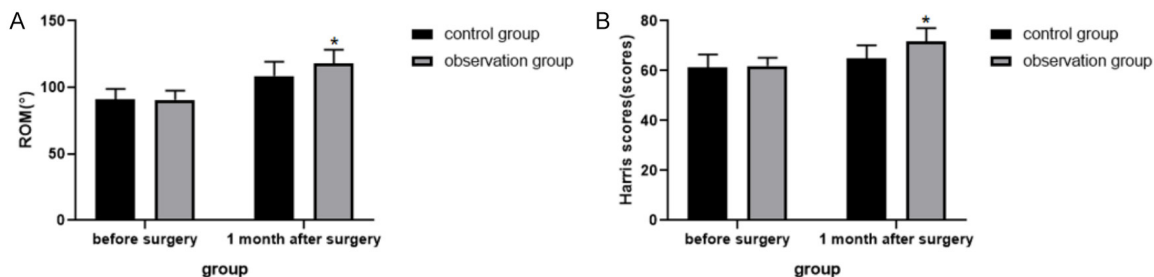 A
150
100
50
0
ROM(°)
*
control group
observation group
before surgery
1 month after surgery
group
B
80
60
40
20
0
Harris scores(scores)
*
control group
observation group
before surgery
1 month after surgery
group